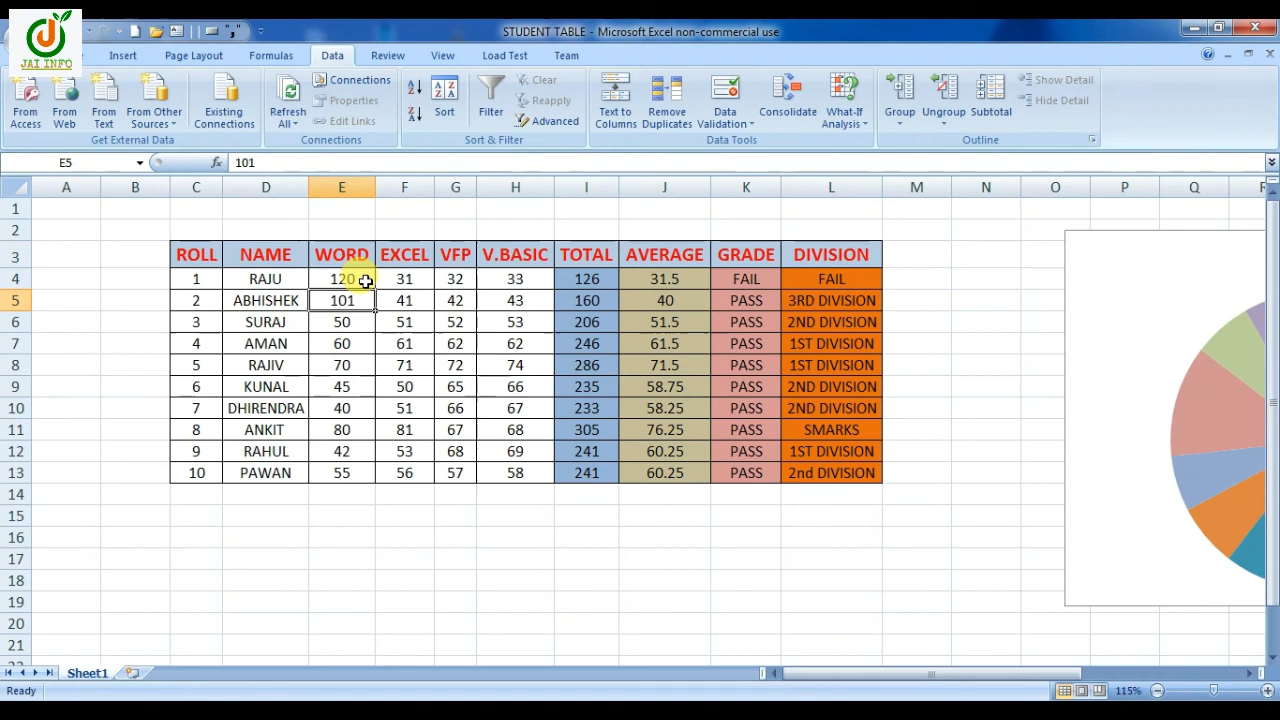 JAI INFO
STUDENT TABLE - Microsoft Excel non-commercial use
Insert Page Layout Formulas Data Review View Load Test Team
From Access
From Web
From Text
From Other Sources
Existing Connections
Get External Data
Refresh All
Connections
Properties
Edit Links
Connections
Sort
Filter
Clear
Reapply
Advanced
Sort & Filter
Text to Columns
Remove Duplicates
Data Validation
Consolidate
What-If Analysis
Data Tools
Group
Ungroup
Subtotal
Show Detail
Hide Detail
Outline
E5 fx 101
A B C D E F G H I J K L M N O P Q R
1
2
3 ROLL NAME WORD EXCEL VFP V.BASIC TOTAL AVERAGE GRADE DIVISION
4 1 RAJU 120 31 32 33 126 31.5 FAIL FAIL
5 2 ABHISHEK 101 41 42 43 160 40 PASS 3RD DIVISION
6 3 SURAJ 50 51 52 53 206 51.5 PASS 2ND DIVISION
7 4 AMAN 60 61 62 62 246 61.5 PASS 1ST DIVISION
8 5 RAJIV 70 71 72 74 286 71.5 PASS 1ST DIVISION
9 6 KUNAL 45 50 65 66 235 58.75 PASS 2ND DIVISION
10 7 DHIRENDRA 40 51 66 67 233 58.25 PASS 2ND DIVISION
11 8 ANKIT 80 81 67 68 305 76.25 PASS SMARKS
12 9 RAHUL 42 53 68 69 241 60.25 PASS 1ST DIVISION
13 10 PAWAN 55 56 57 58 241 60.25 PASS 2nd DIVISION
14
15
16
17
18
19
20
21
Sheet1
Ready 115%